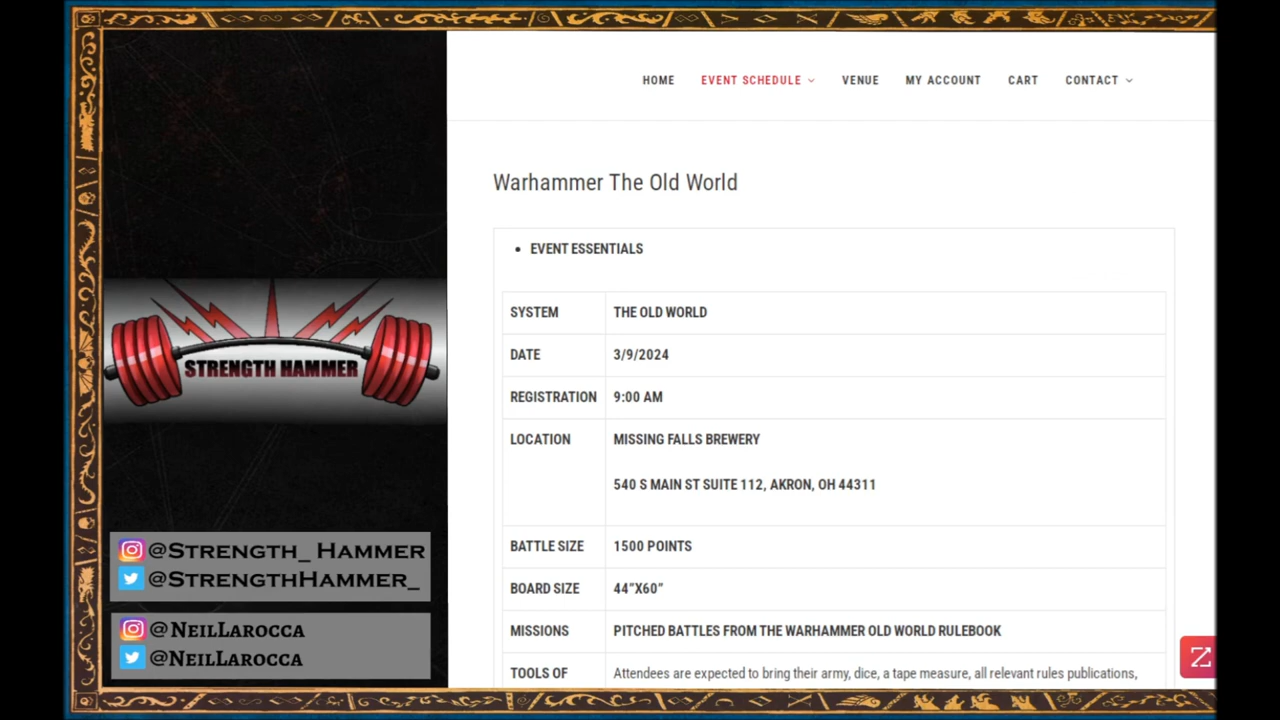 HOME EVENT SCHEDULE VENUE MY ACCOUNT CART CONTACT
Warhammer The Old World
• EVENT ESSENTIALS
SYSTEM THE OLD WORLD
DATE 3/9/2024
REGISTRATION 9:00 AM
LOCATION MISSING FALLS BREWERY
540 S MAIN ST SUITE 112, AKRON, OH 44311
BATTLE SIZE 1500 POINTS
BOARD SIZE 44”X60”
MISSIONS PITCHED BATTLES FROM THE WARHAMMER OLD WORLD RULEBOOK
TOOLS OF Attendees are expected to bring their army, dice, a tape measure, all relevant rules publications,
STRENGTH HAMMER
@STRENGTH_HAMMER
@STRENGTHHAMMER_
@NEILLAROCCA
@NEILLAROCCA